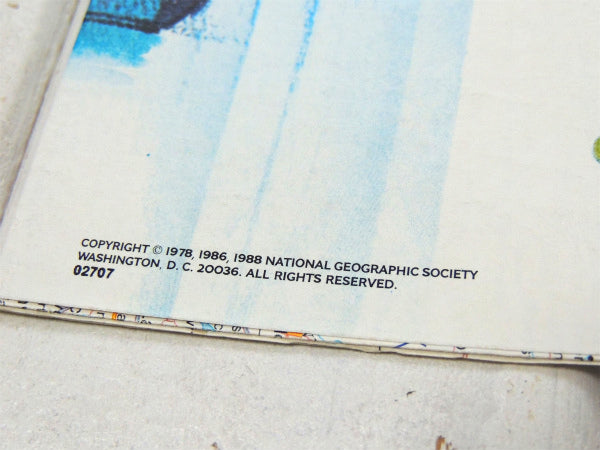 COPYRIGHT © 1978, 1986, 1988 NATIONAL GEOGRAPHIC SOCIETY
WASHINGTON, D. C. 20036. ALL RIGHTS RESERVED.
02707